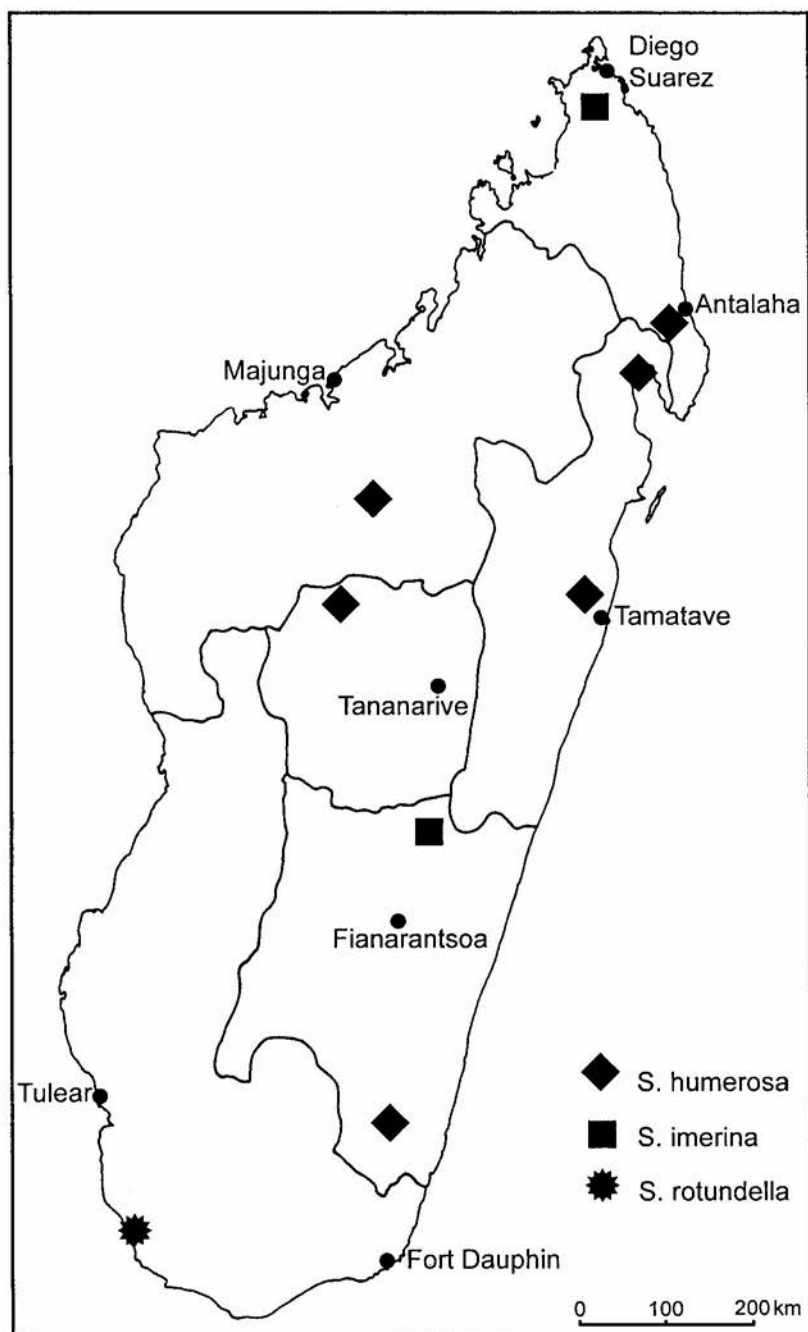 Diego
Suarez
Antalaha
Majunga
Tamatave
Tananarive
Fianarantsoa
Tulear
S. humerosa
S. imerina
S. rotundella
Fort Dauphin
0 100 200 km